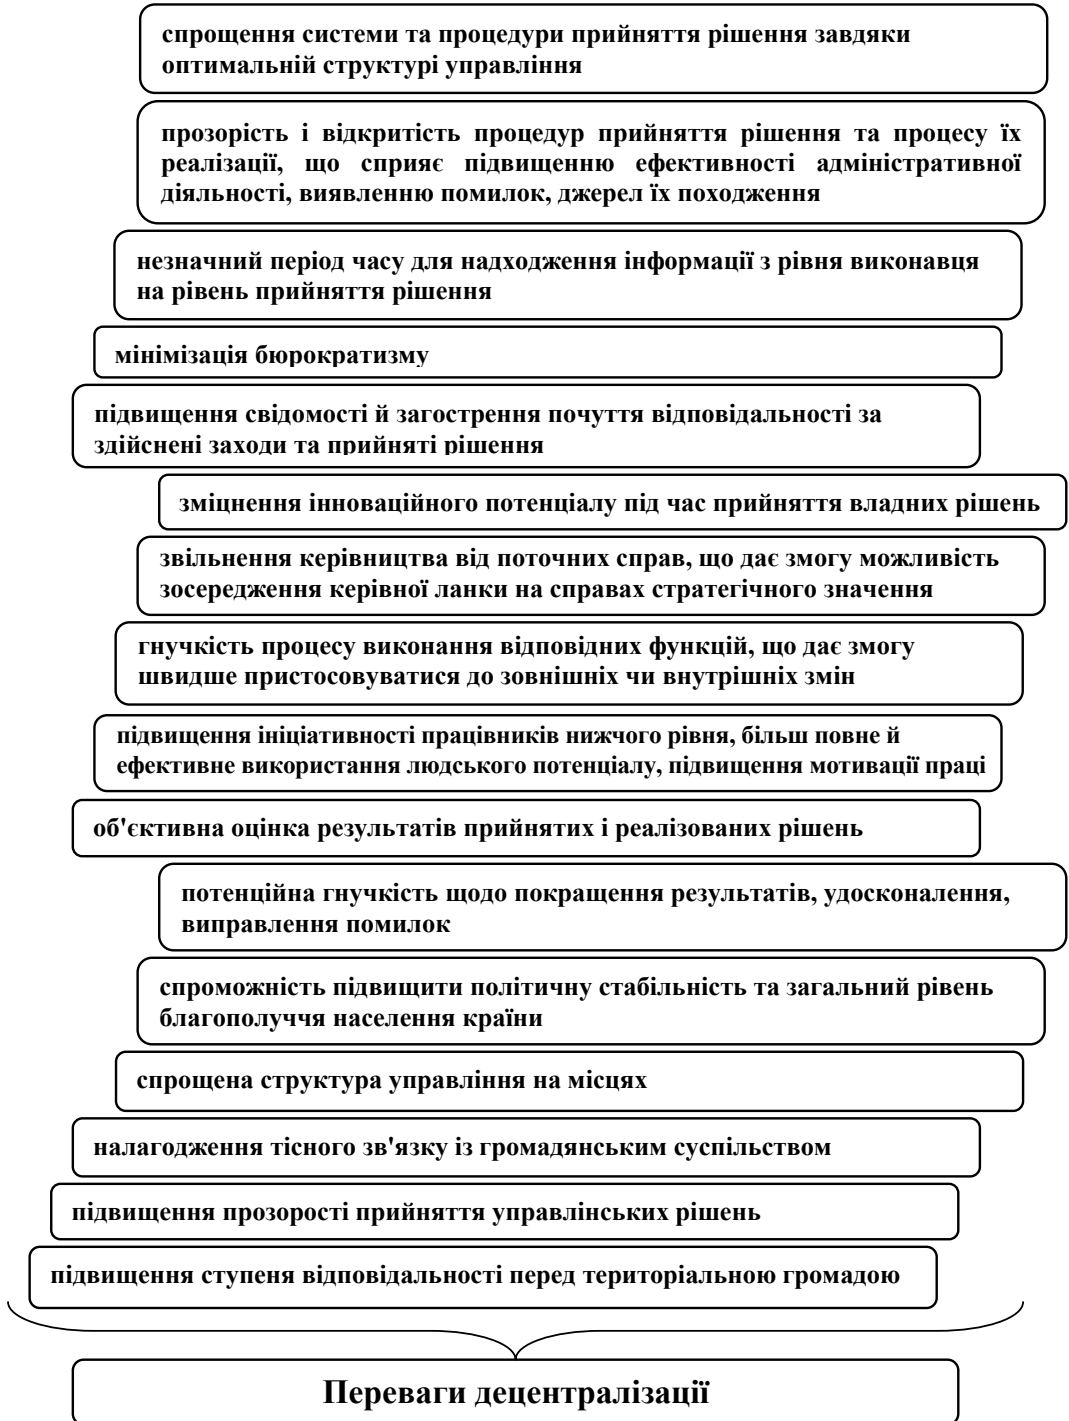 спрощення системи та процедури прийняття рішення завдяки
оптимальній структурі управління
прозорість і відкритість процедур прийняття рішення та процесу їх
реалізації, що сприяє підвищенню ефективності адміністративної
діяльності, виявленню помилок, джерел їх походження
незначний період часу для надходження інформації з рівня виконавця
на рівень прийняття рішення
мінімізація бюрократизму
підвищення свідомості й загострення почуття відповідальності за
здійснені заходи та прийняті рішення
зміцнення інноваційного потенціалу під час прийняття владних рішень
звільнення керівництва від поточних справ, що дає змогу можливість
зосередження керівної ланки на справах стратегічного значення
гнучкість процесу виконання відповідних функцій, що дає змогу
швидше пристосовуватися до зовнішніх чи внутрішніх змін
підвищення ініціативності працівників нижчого рівня, більш повне й
ефективне використання людського потенціалу, підвищення мотивації праці
об'єктивна оцінка результатів прийнятих і реалізованих рішень
потенційна гнучкість щодо покращення результатів, удосконалення,
виправлення помилок
спроможність підвищити політичну стабільність та загальний рівень
благополуччя населення країни
спрощена структура управління на місцях
налагодження тісного зв'язку із громадянським суспільством
підвищення прозорості прийняття управлінських рішень
підвищення ступеня відповідальності перед територіальною громадою
Переваги децентралізації